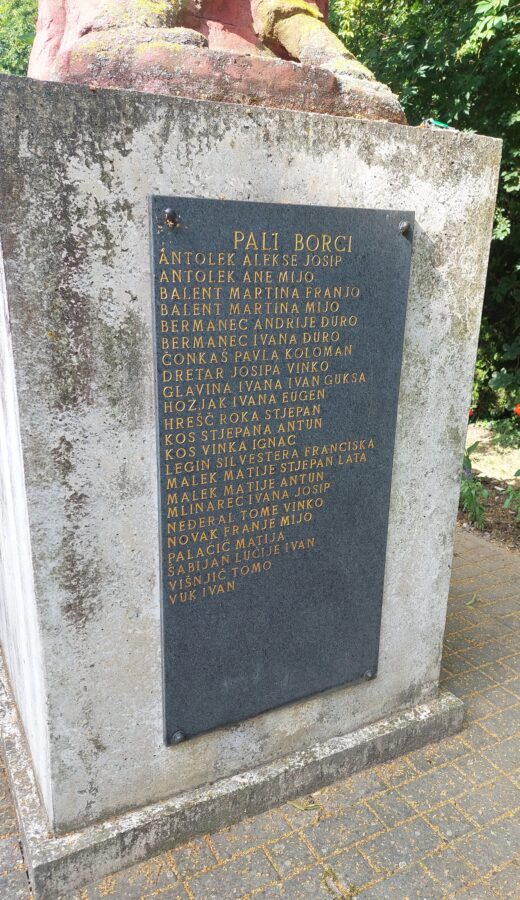 PALI BORCI
ANTOLEK ALEKSE JOSIP
ANTOLEK ANE MIJO
BALENT MARTINA FRANJO
BALENT MARTINA MIJO
BERMANEC ANDRIJE ĐURO
BERMANEC IVANA ĐURO
ČONKAŠ PAVLA KOLOMAN
DRETAR JOSIPA VINKO
GLAVINA IVANA IVAN GUKSA
HOZJAK IVANA EUGEN
HREŠČ ROKA STJEPAN
KOS STJEPANA ANTUN
KOS VINKA IGNAC
LEGIN SILVESTERA FRANCISKA
MALEK MATIJE STJEPAN LATA
MALEK MATIJE ANTUN
MLINAREC IVANA JOSIP
NEĐERAL TOME VINKO
NOVAK FRANJE MIJO
PALAČIĆ MATIJA
ŠABIJAN LUCIJE IVAN
VIŠNJIĆ TOMO
VUK IVAN